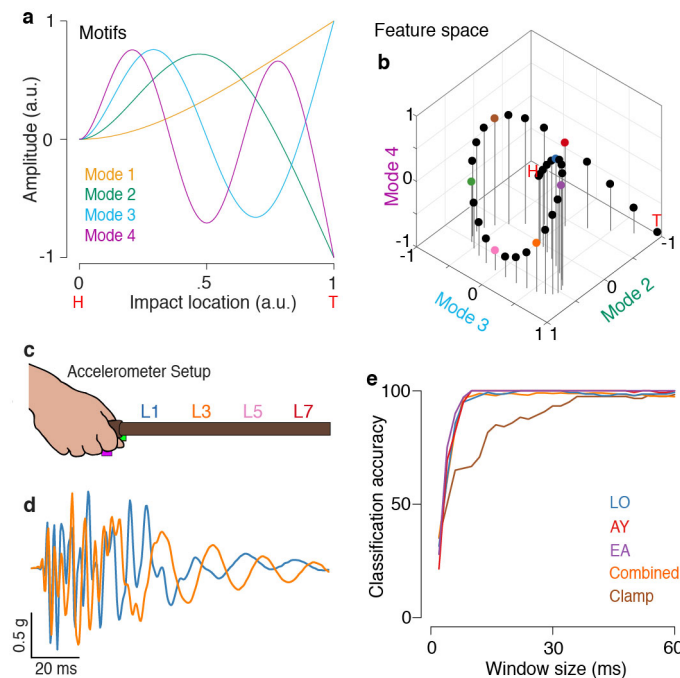 a
Motifs
Amplitude (a.u.)
1
0
-1
Mode 1
Mode 2
Mode 3
Mode 4
0
.5
1
H
Impact location (a.u.)
T
Feature space
b
Mode 4
1
0
-1
H
T
-1
0
1
Mode 3
-1
0
1
Mode 2
c
Accelerometer Setup
L1
L3
L5
L7
d
0.5 g
20 ms
e
Classification accuracy
100
50
0
LO
AY
EA
Combined
Clamp
0
30
60
Window size (ms)